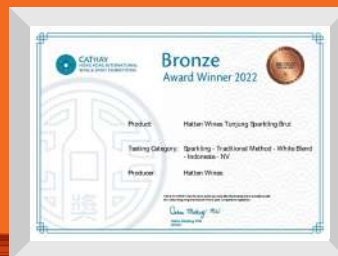 CATHAY
HONG KONG INTERNATIONAL
WINE & SPIRIT COMPETITION
Bronze
Award Winner 2022
Product: Hatten Wines Tunjung Sparkling Brut
Tasting Category: Sparkling - Traditional Method - White Blend
- Indonesia - NV
Producer: Hatten Wines
獎